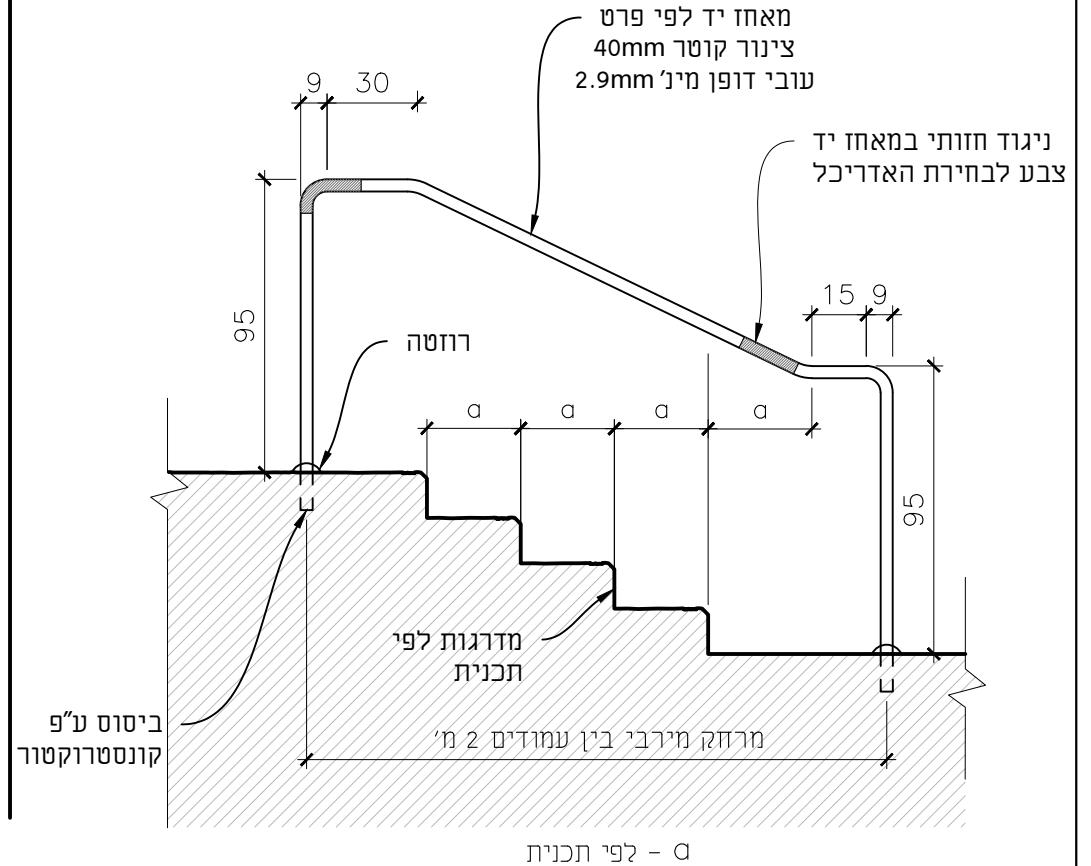 מאחז יד לפי פרט
צינור קוטר 40mm
עובי דופן מינ' 2.9mm
9
30
ניגוד חזותי במאחז יד
צבע לבחירת האדריכל
15
9
95
רוזטה
a
a
a
a
95
מדרגות לפי
תכנית
ביסוס ע"פ
קונסטרוקטור
מרחק מירבי בין עמודים 2 מ'
a - לפי תכנית